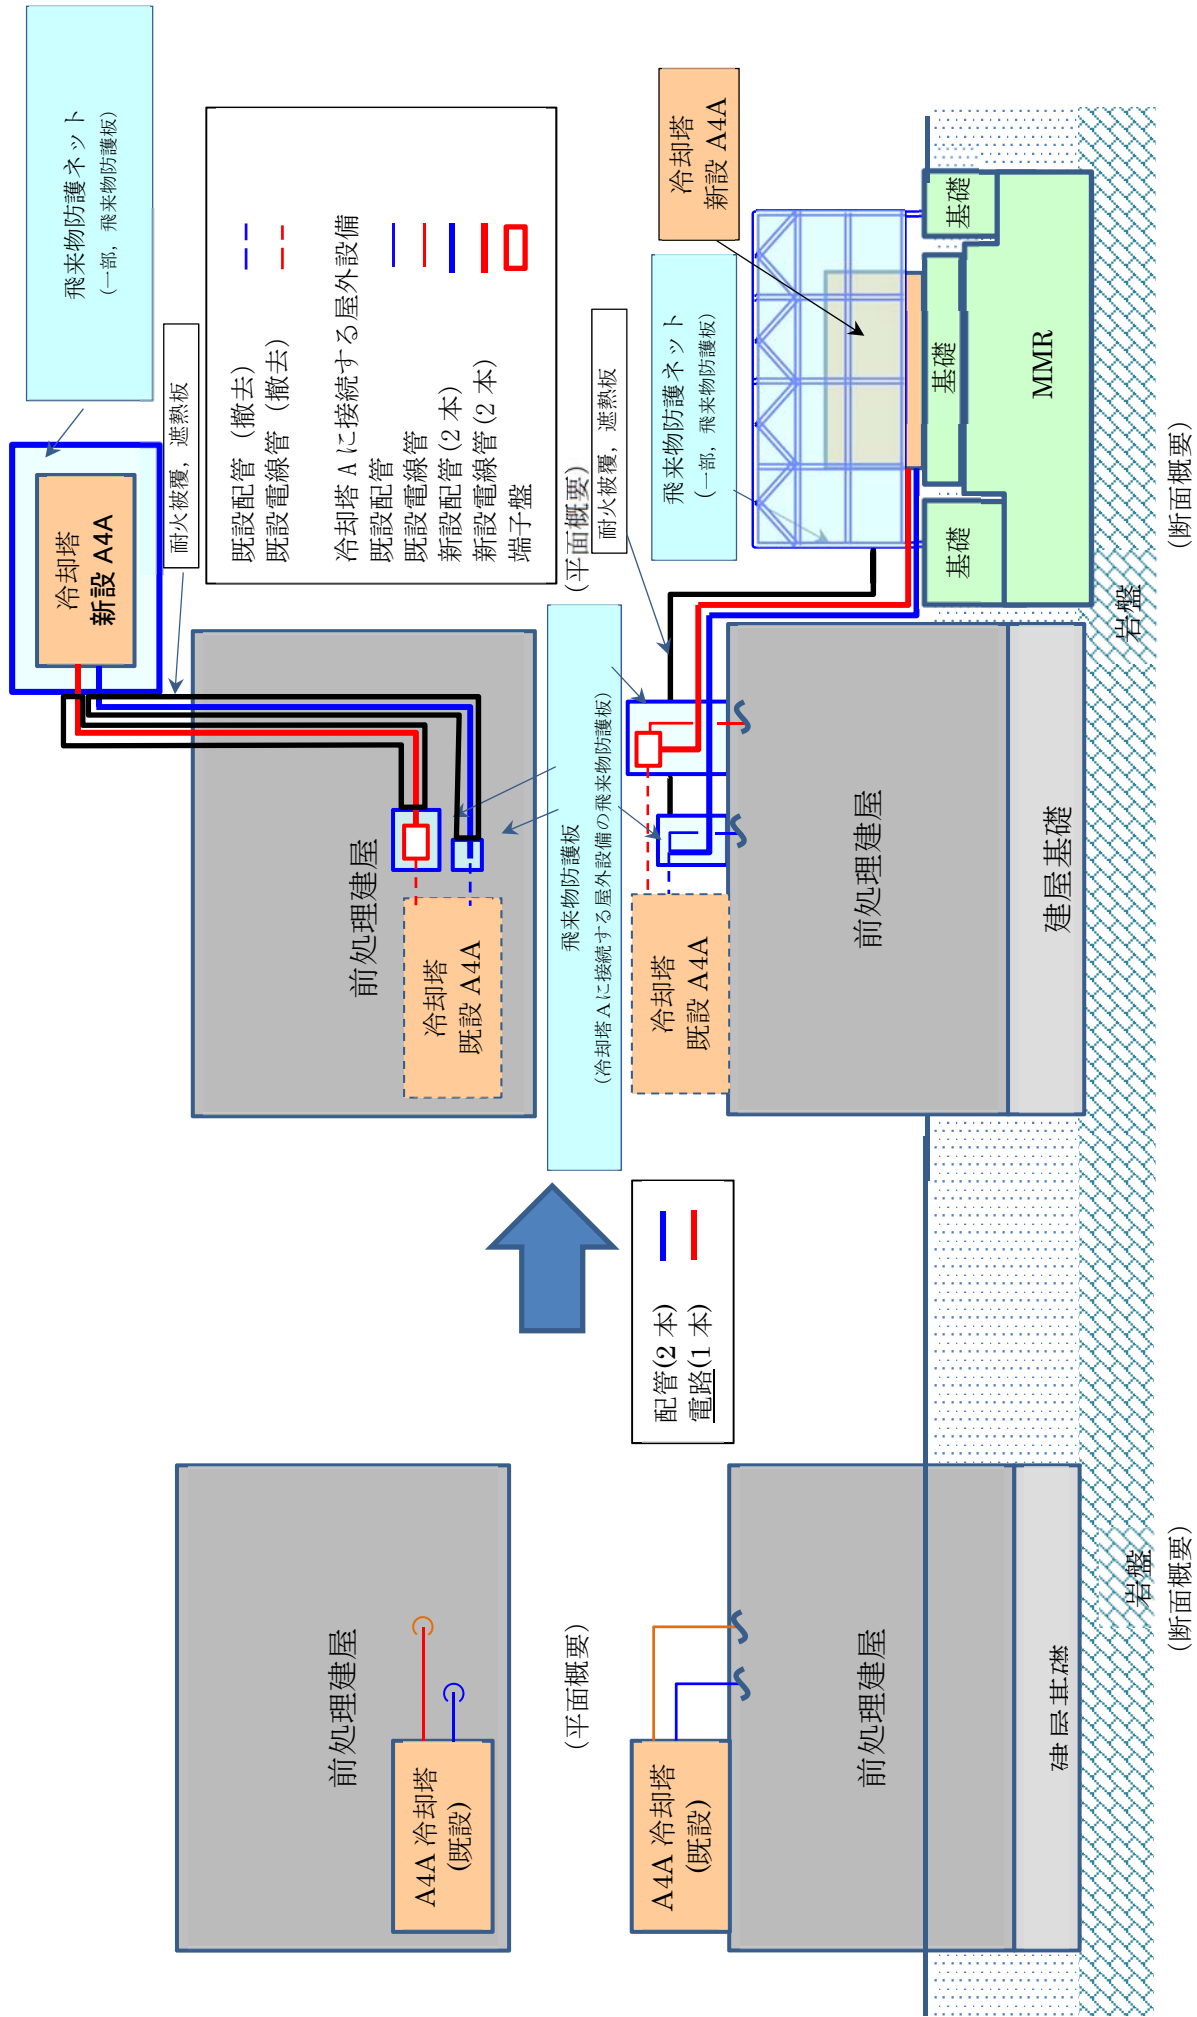 前処理建屋
A4A 冷却塔
(既設)
(平面概要)
A4A 冷却塔
(既設)
前処理建屋
建屋基礎
岩盤
(断面概要)
配管(2 本)
電路(1 本)
飛来物防護ネット
(一部，飛来物防護板)
冷却塔
新設 A4A
耐火被覆，遮熱板
前処理建屋
冷却塔
既設 A4A
既設配管（撤去）
既設電線管（撤去）
冷却塔 A に接続する屋外設備
既設配管
既設電線管
新設配管(2 本)
新設電線管(2 本)
端子盤
(平面概要)
飛来物防護板
(冷却塔 A に接続する屋外設備の飛来物防護板)
耐火被覆，遮熱板
飛来物防護ネット
(一部，飛来物防護板)
冷却塔
新設 A4A
冷却塔
既設 A4A
前処理建屋
建屋基礎
基礎
基礎
基礎
MMR
岩盤
(断面概要)